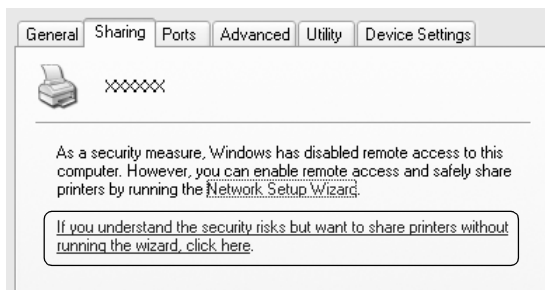 General Sharing Ports Advanced Utility Device Settings
XXXXXX
As a security measure, Windows has disabled remote access to this
computer. However, you can enable remote access and safely share
printers by running the Network Setup Wizard.
If you understand the security risks but want to share printers without
running the wizard, click here.